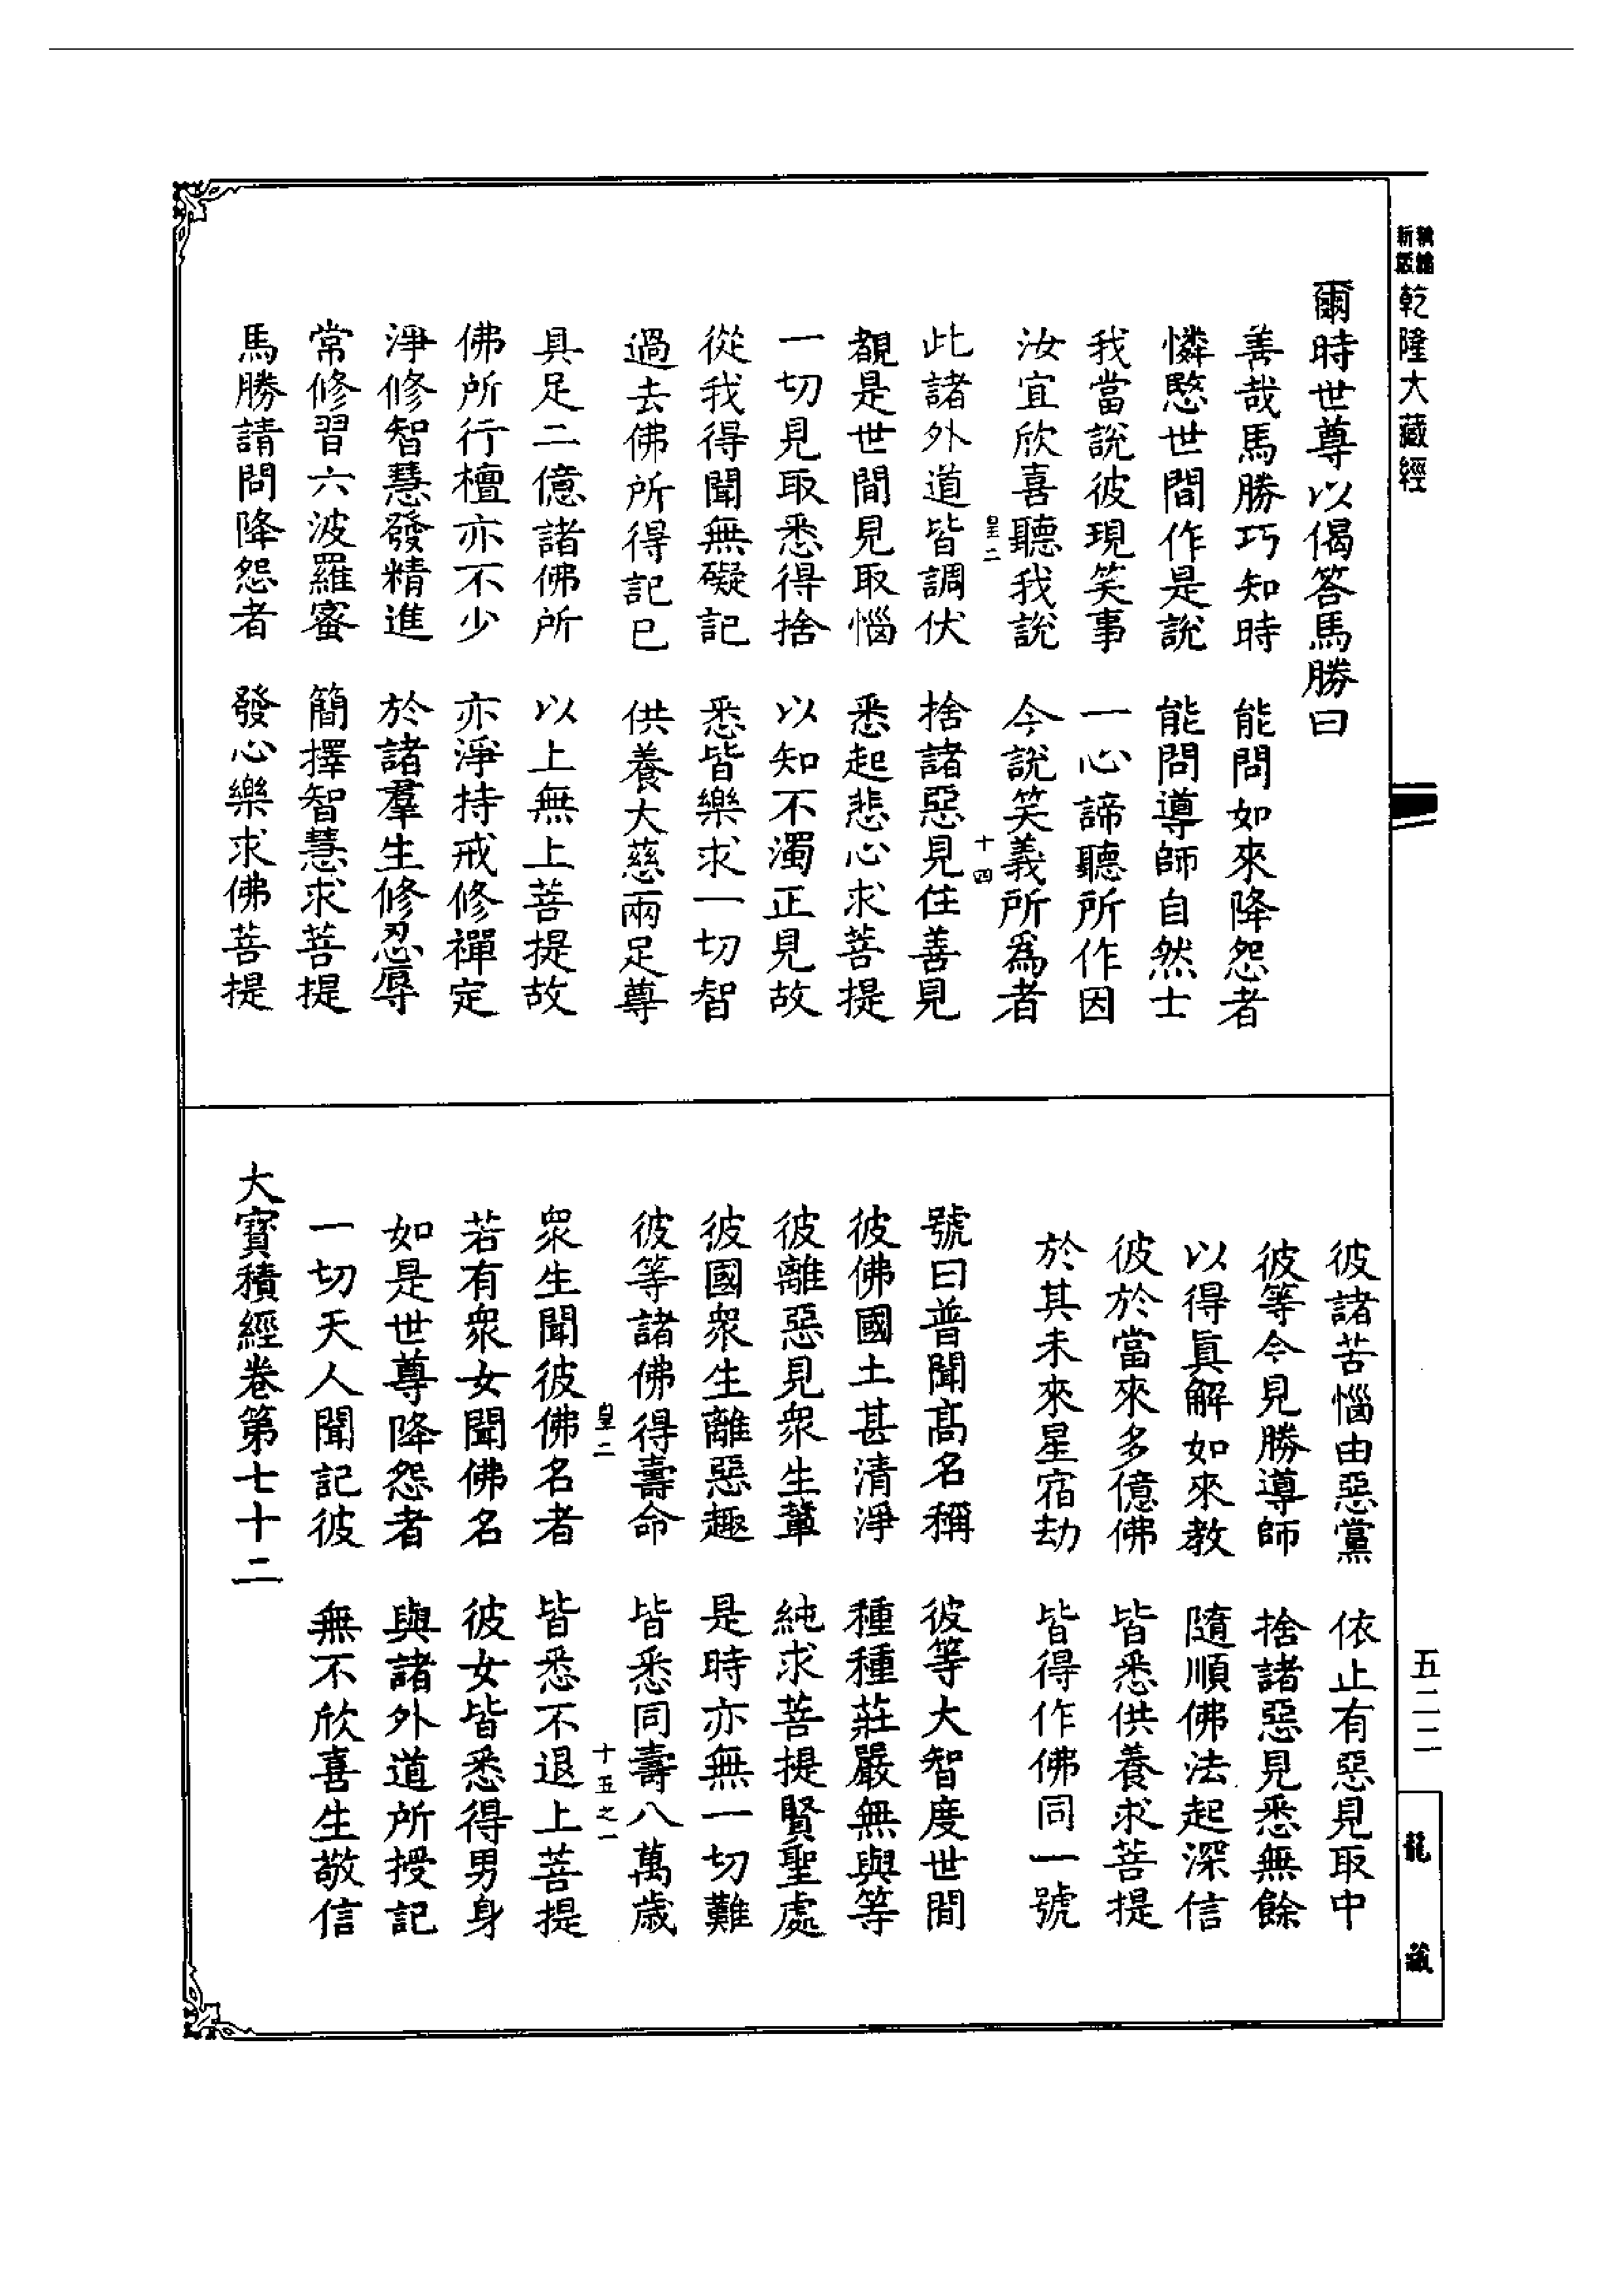 新編
縮版
乾隆大藏經
爾時世尊以偈答馬勝曰
善哉馬勝巧知時 能問如來降怨者
憐愍世間作是說 能問導師自然士
我當說彼現笑事 一心諦聽所作因
汝宜欣喜聽我說 今說笑義所爲者
皇二 十四
此諸外道皆調伏 捨諸惡見住善見
覩是世間見取惱 悉起悲心求菩提
一切見取悉得捨 以知不濁正見故
從我得聞無礙記 悉皆樂求一切智
過去佛所得記已 供養大慈兩足尊
具足二億諸佛所 以上無上菩提故
佛所行檀亦不少 亦淨持戒修禪定
淨修智慧發精進 於諸羣生修忍辱
常修習六波羅蜜 簡擇智慧求菩提
馬勝請問降怨者 發心樂求佛菩提
彼諸苦惱由惡黨 依止有惡見取中
彼等今見勝導師 捨諸惡見悉無餘
以得眞解如來教 隨順佛法起深信
彼於當來多億佛 皆悉供養求菩提
於其未來星宿劫 皆得作佛同一號
號曰普聞高名稱 彼等大智度世間
彼佛國土甚清淨 種種莊嚴無與等
彼離惡見衆生輩 純求菩提賢聖處
彼國衆生離惡趣 是時亦無一切難
彼等諸佛得壽命 皆悉同壽八萬歳
皇二 十五之一
衆生聞彼佛名者 皆悉不退上菩提
若有衆女聞佛名 彼女皆悉得男身
如是世尊降怨者 與諸外道所授記
一切天人聞記彼 無不欣喜生敬信
大寳積經卷第七十二
五二二
龍藏